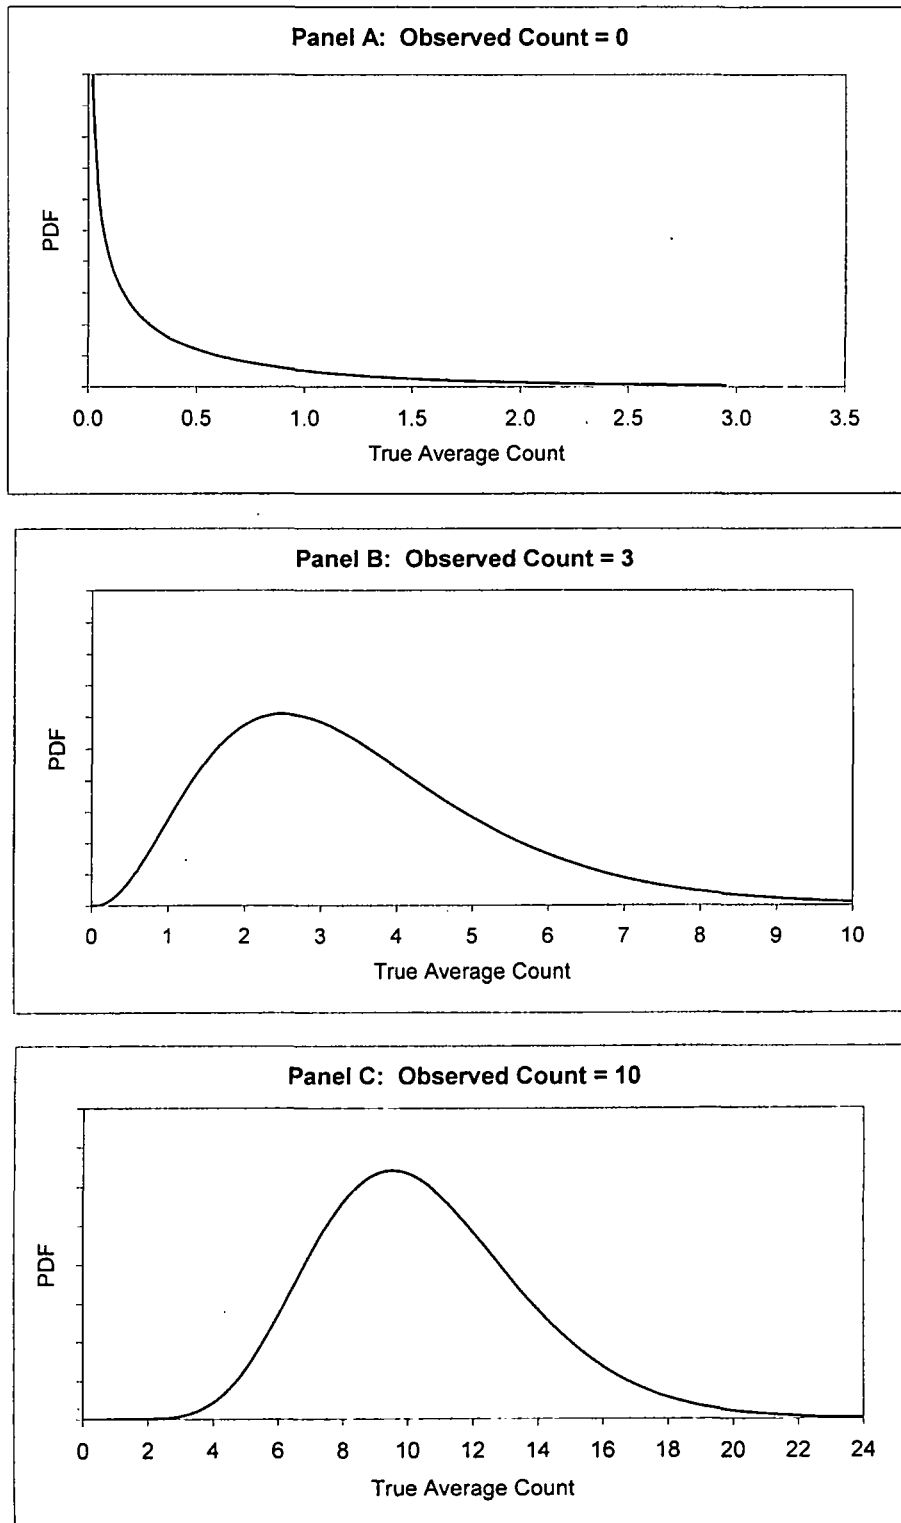 Panel A: Observed Count = 0
PDF
0.0 0.5 1.0 1.5 2.0 2.5 3.0 3.5
True Average Count
Panel B: Observed Count = 3
PDF
0 1 2 3 4 5 6 7 8 9 10
True Average Count
Panel C: Observed Count = 10
PDF
0 2 4 6 8 10 12 14 16 18 20 22 24
True Average Count